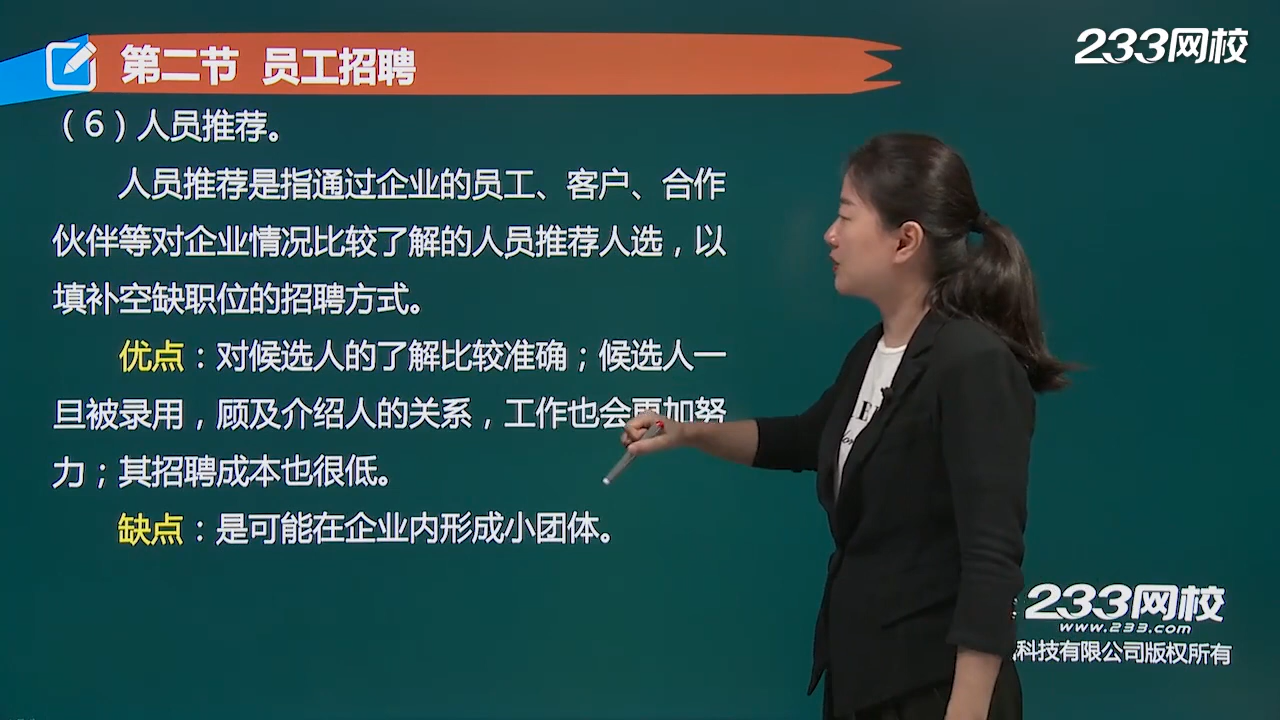 第二节 员工招聘
233网校
（6）人员推荐。
人员推荐是指通过企业的员工、客户、合作
伙伴等对企业情况比较了解的人员推荐人选，以
填补空缺职位的招聘方式。
优点：对候选人的了解比较准确；候选人一
旦被录用，顾及介绍人的关系，工作也会更加努
力；其招聘成本也很低。
缺点：是可能在企业内形成小团体。
233网校
www.233.com
科技有限公司版权所有